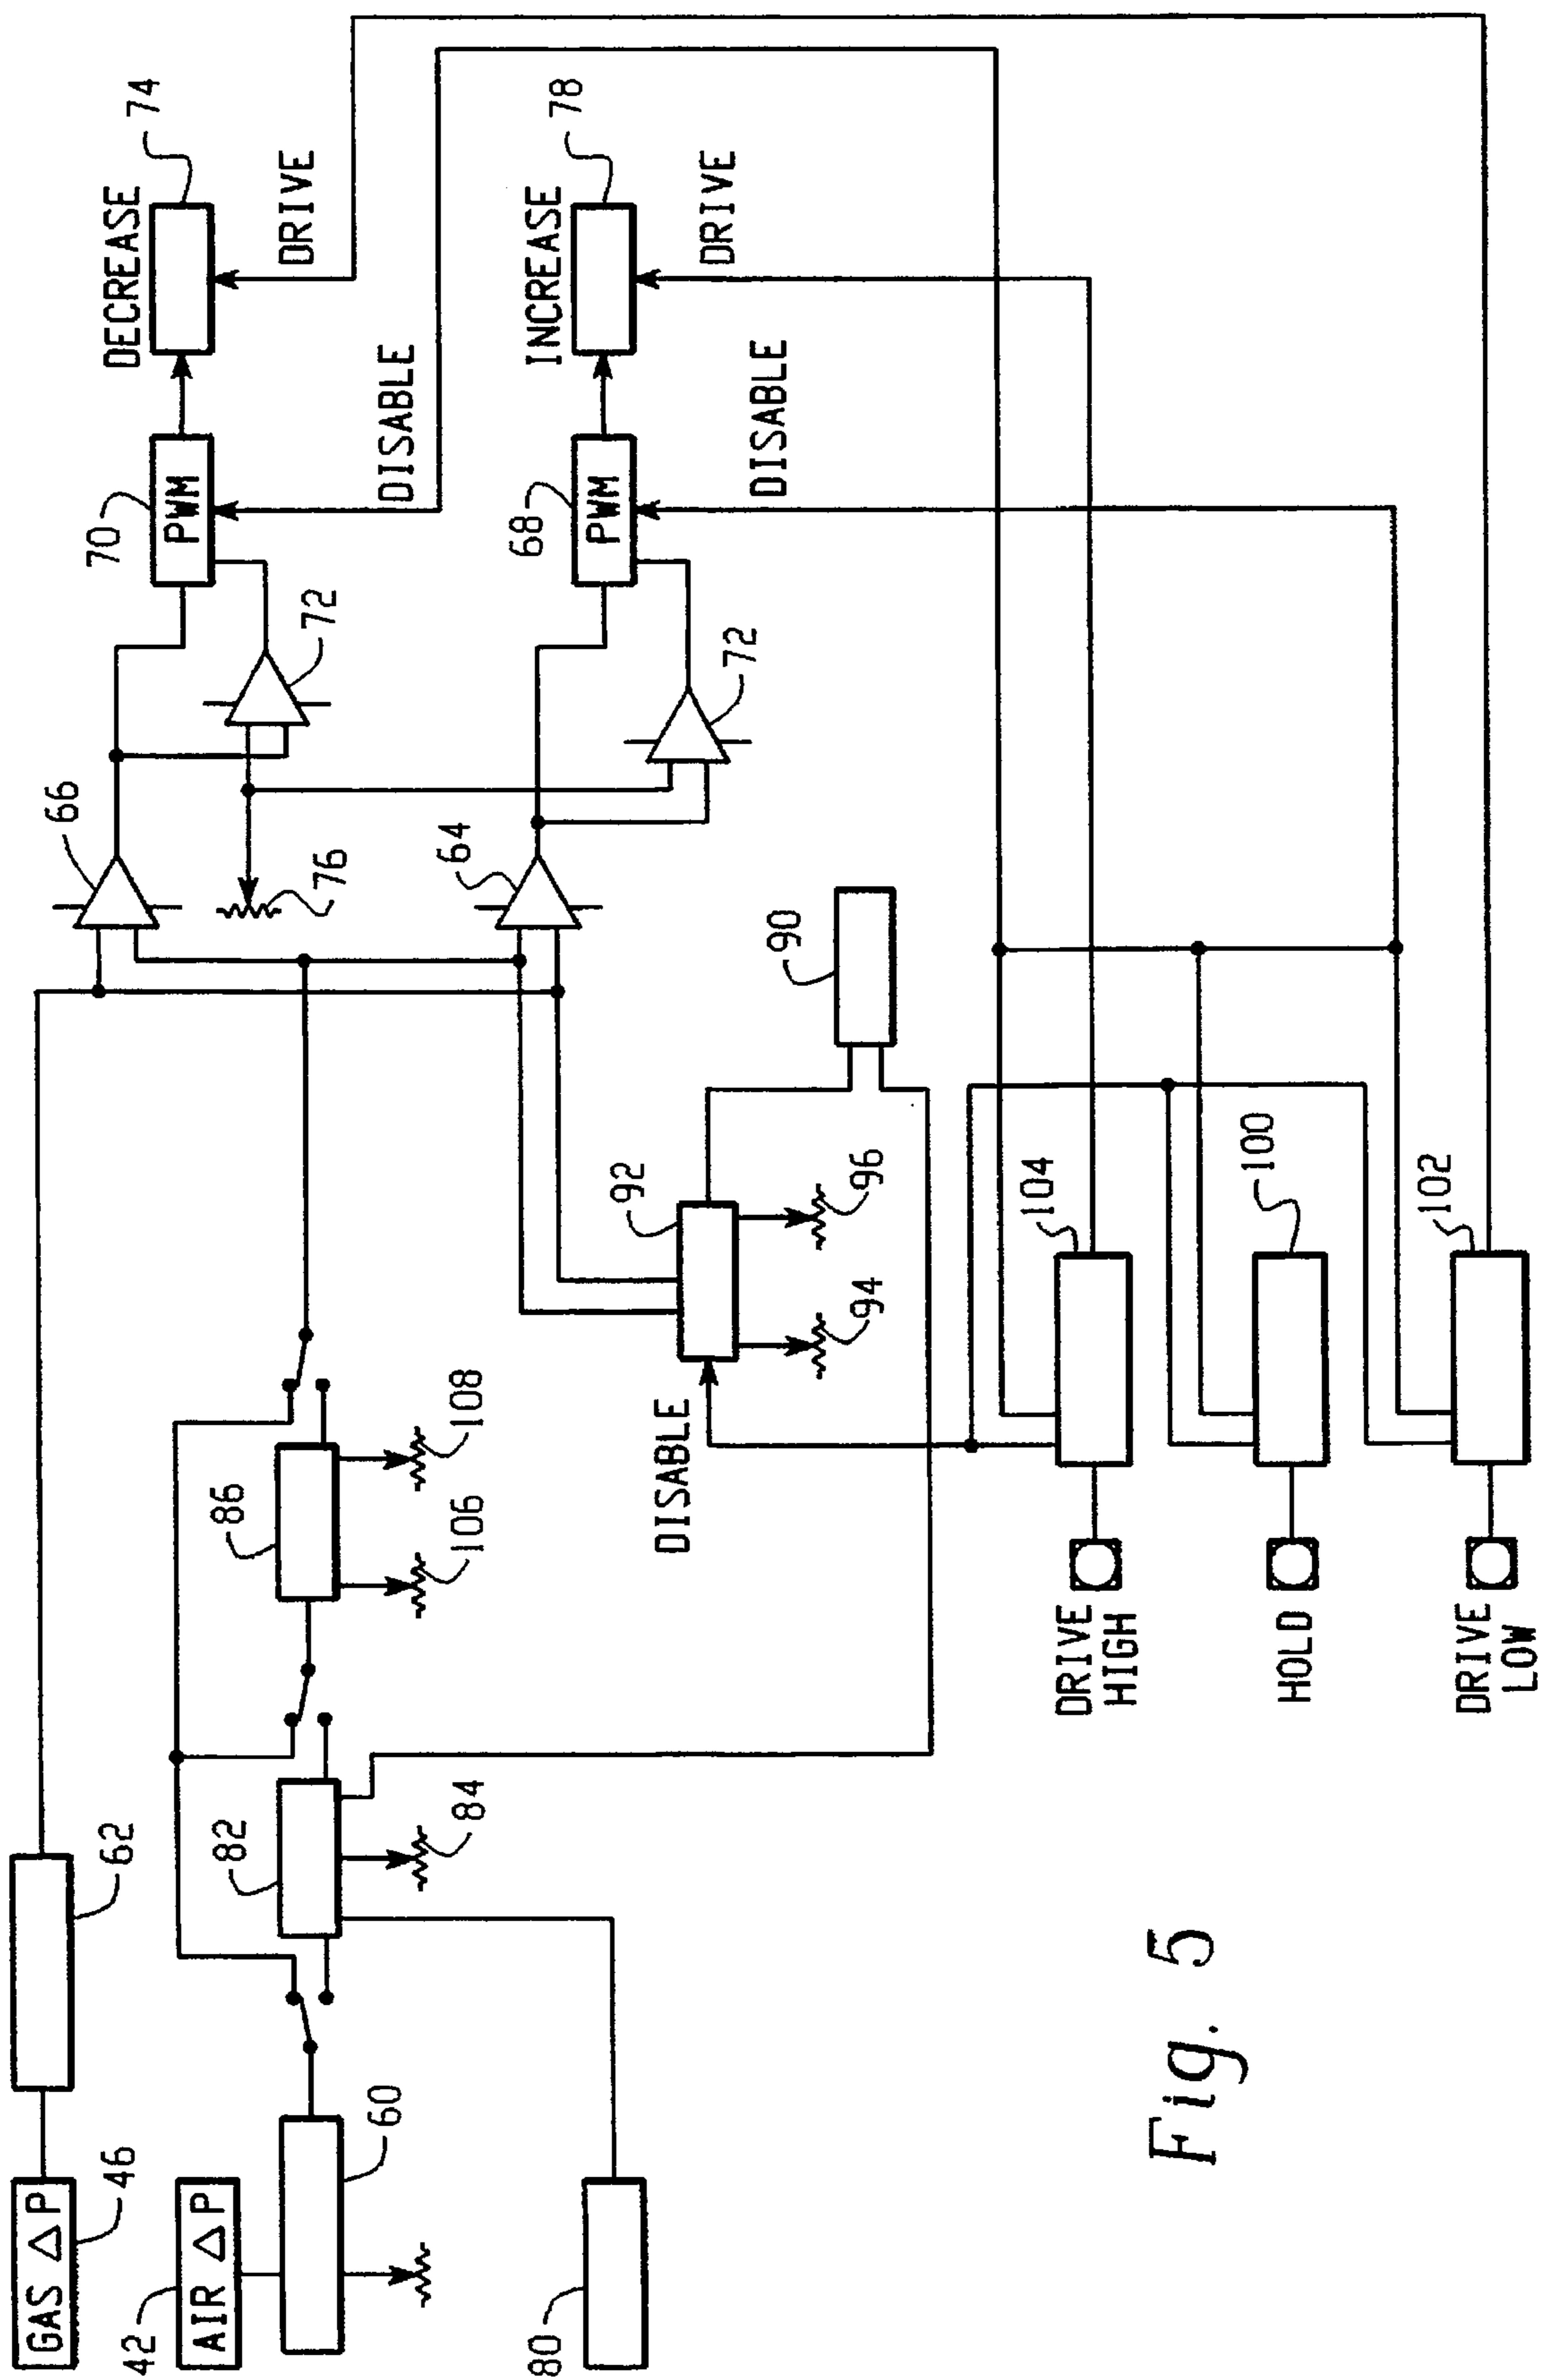 GAS △P
46
62
42
AIR △P
60
80
82
84
86
106
108
66
76
64
72
72
70
PWM
DISABLE
DECREASE
74
DRIVE
68
PWM
DISABLE
INCREASE
78
DRIVE
90
92
94
96
DISABLE
DRIVE
HIGH
104
HOLD
100
DRIVE
LOW
102
Fig. 5